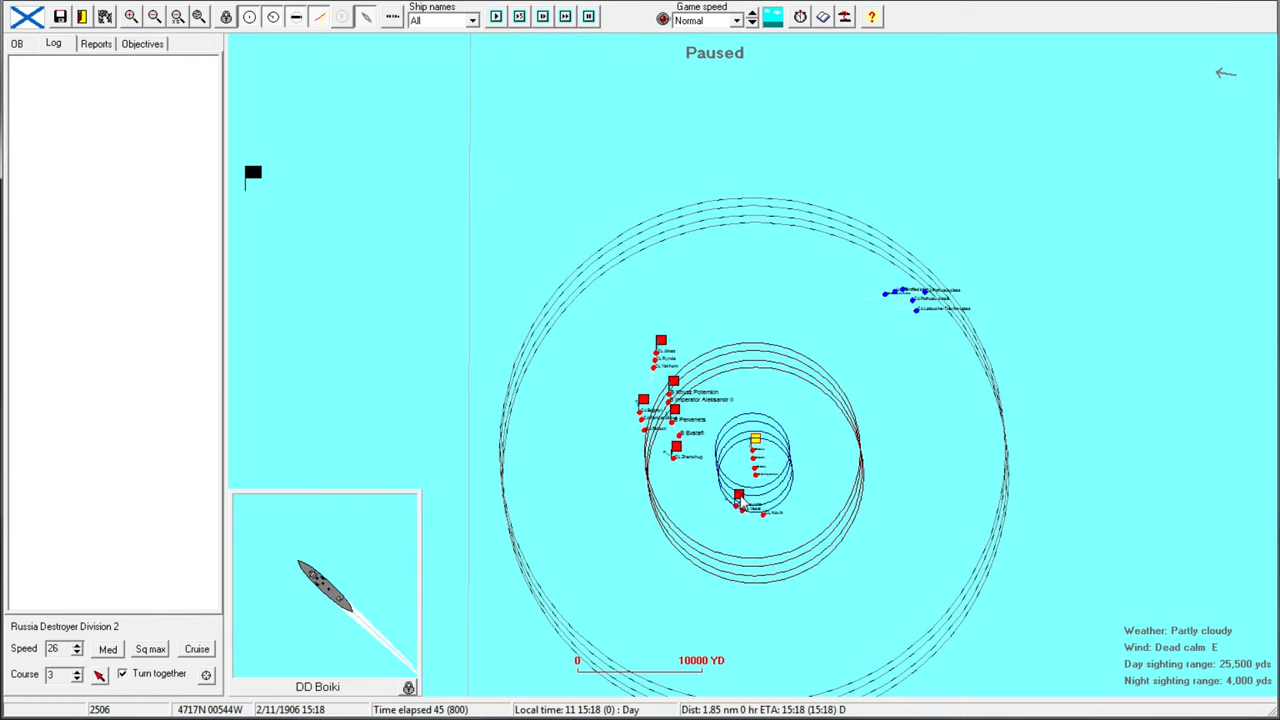 Ship names
All
Game speed
Normal
OB
Log
Reports
Objectives
Paused
B Knyaz Potemkin
B Imperator Aleksandr II
B Pervenets
B Evstafi
CL Zhemchug
0
10000 YD
Weather: Partly cloudy
Wind: Dead calm E
Day sighting range: 25,500 yds
Night sighting range: 4,000 yds
Russia Destroyer Division 2
Speed
26
Med
Sq max
Cruise
Course
3
Turn together
DD Boiki
2506
4717N 00544W
2/11/1906 15:18
Time elapsed 45 (800)
Local time: 11 15:18 (0) : Day
Dist: 1.85 nm 0 hr ETA: 15:18 (15:18) D